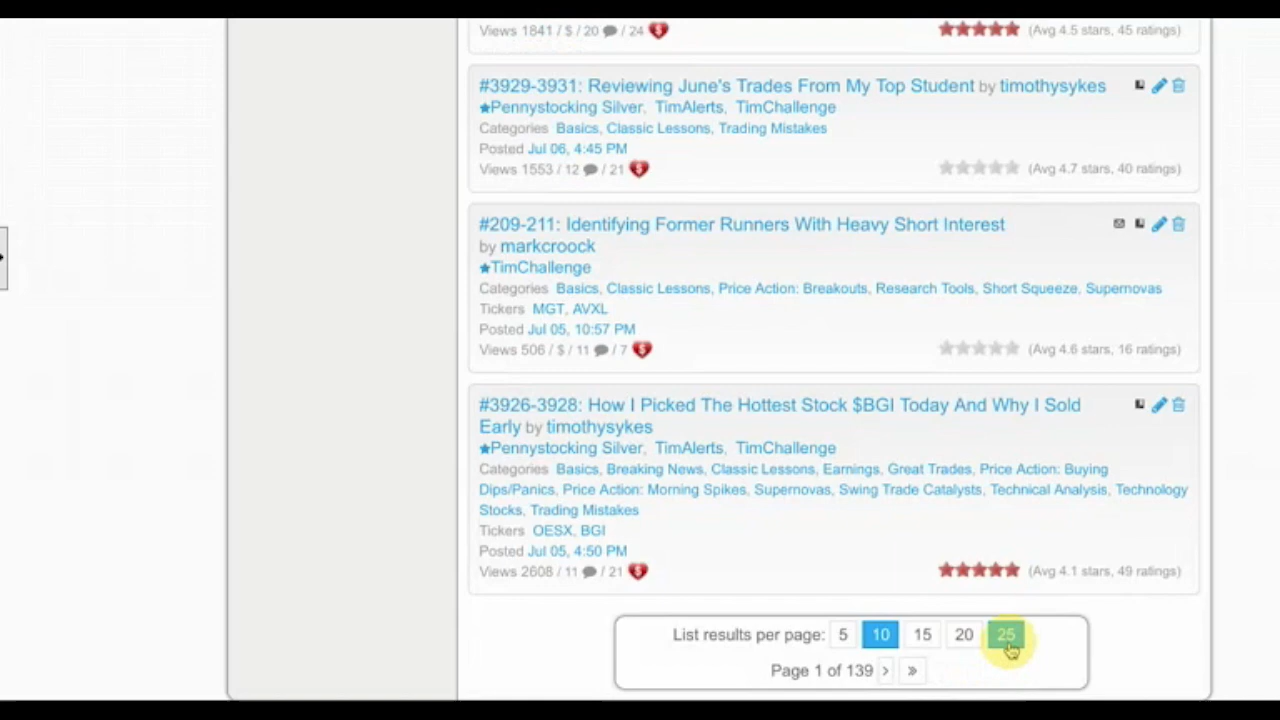 Views 1841 / $ / 20 / 24 (Avg 4.5 stars, 45 ratings)
#3929-3931: Reviewing June's Trades From My Top Student by timothysykes
Pennystocking Silver, TimAlerts, TimChallenge
Categories Basics, Classic Lessons, Trading Mistakes
Posted Jul 06, 4:45 PM
Views 1553 / 12 / 21 (Avg 4.7 stars, 40 ratings)
#209-211: Identifying Former Runners With Heavy Short Interest
by markcroock
TimChallenge
Categories Basics, Classic Lessons, Price Action: Breakouts, Research Tools, Short Squeeze, Supernovas
Tickers MGT, AVXL
Posted Jul 05, 10:57 PM
Views 506 / $ / 11 / 7 (Avg 4.6 stars, 16 ratings)
#3926-3928: How I Picked The Hottest Stock $BGI Today And Why I Sold
Early by timothysykes
Pennystocking Silver, TimAlerts, TimChallenge
Categories Basics, Breaking News, Classic Lessons, Earnings, Great Trades, Price Action: Buying
Dips/Panics, Price Action: Morning Spikes, Supernovas, Swing Trade Catalysts, Technical Analysis, Technology
Stocks, Trading Mistakes
Tickers OESX, BGI
Posted Jul 05, 4:50 PM
Views 2608 / 11 / 21 (Avg 4.1 stars, 49 ratings)
List results per page: 5 10 15 20 25
Page 1 of 139 › »